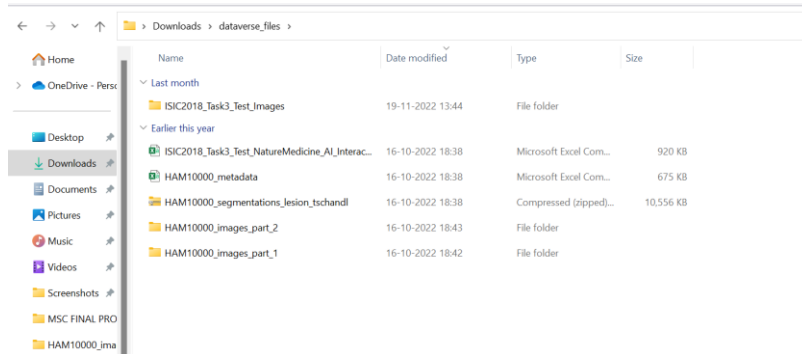 Downloads > dataverse_files >
Name Date modified Type Size
Home
Last month
OneDrive - Persc
ISIC2018_Task3_Test_Images 19-11-2022 13:44 File folder
Earlier this year
Desktop
ISIC2018_Task3_Test_NatureMedicine_AI_Interac... 16-10-2022 18:38 Microsoft Excel Com... 920 KB
Downloads
HAM10000_metadata 16-10-2022 18:38 Microsoft Excel Com... 675 KB
Documents
HAM10000_segmentations_lesion_tschandl 16-10-2022 18:38 Compressed (zipped)... 10,556 KB
Pictures
HAM10000_images_part_2 16-10-2022 18:43 File folder
Music
HAM10000_images_part_1 16-10-2022 18:42 File folder
Videos
Screenshots
MSC FINAL PRO
HAM10000_ima